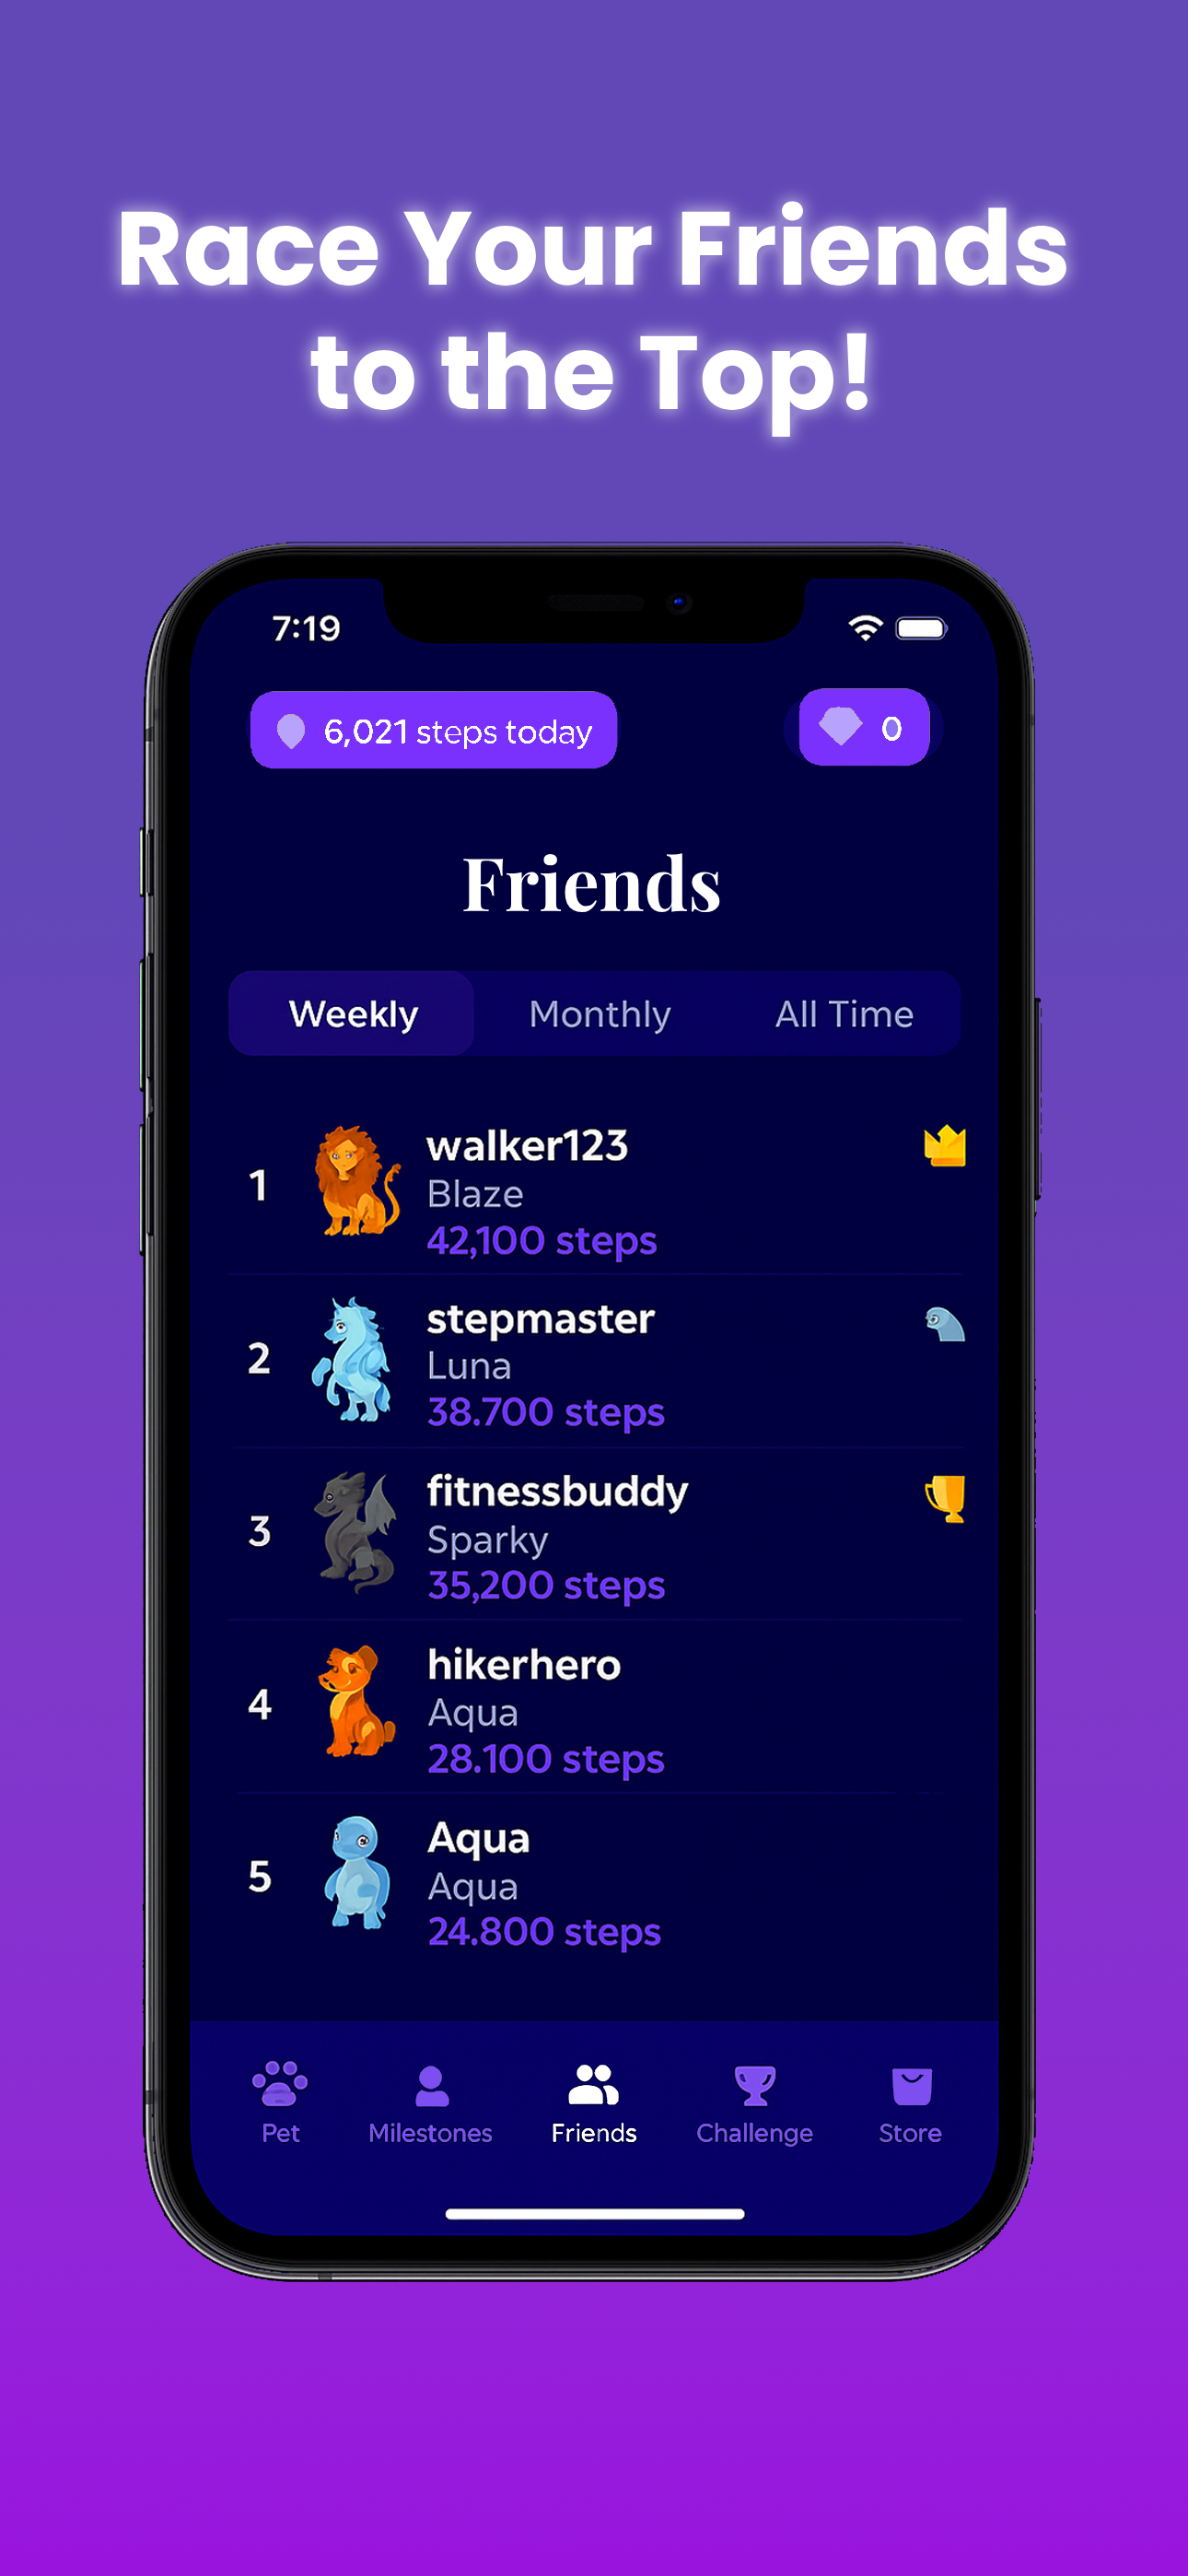 Race Your Friends
to the Top!
7:19
6,021 steps today
0
Friends
Weekly Monthly All Time
1
walker123
Blaze
42,100 steps
2
stepmaster
Luna
38.700 steps
3
fitnessbuddy
Sparky
35,200 steps
4
hikerhero
Aqua
28.100 steps
5
Aqua
Aqua
24.800 steps
Pet Milestones Friends Challenge Store